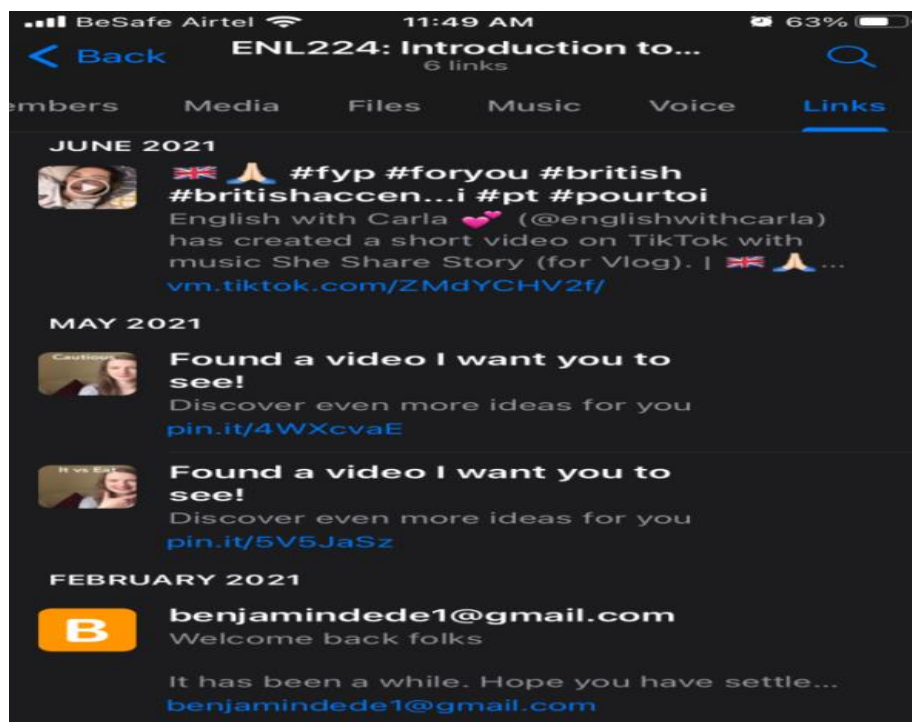 BeSafe Airtel 11:49 AM 63%
Back ENL224: Introduction to...
6 links
embers Media Files Music Voice Links
JUNE 2021
🇬🇧 🙏🏻 #fyp #foryou #british
#britishaccen...i #pt #pourtoi
English with Carla 💕 (@englishwithcarla)
has created a short video on TikTok with
music She Share Story (for Vlog). | 🇬🇧 🙏🏻...
vm.tiktok.com/ZMdYCHV2f/
MAY 2021
Cautious
Found a video I want you to
see!
Discover even more ideas for you
pin.it/4WXcvaE
It vs Eat
Found a video I want you to
see!
Discover even more ideas for you
pin.it/5V5JaSz
FEBRUARY 2021
B
benjamindede1@gmail.com
Welcome back folks
It has been a while. Hope you have settle...
benjamindede1@gmail.com